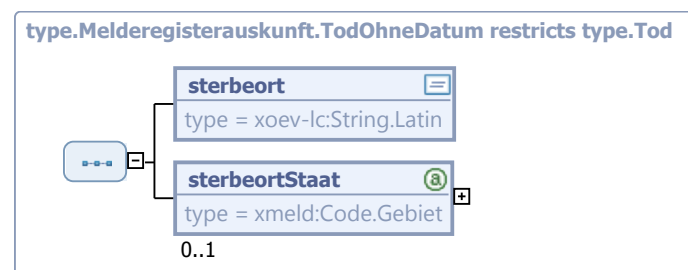 type.Melderegisterauskunft.TodOhneDatum restricts type.Tod
sterbeort
type = xoev-lc:String.Latin
sterbeortStaat
type = xmeld:Code.Gebiet
0..1